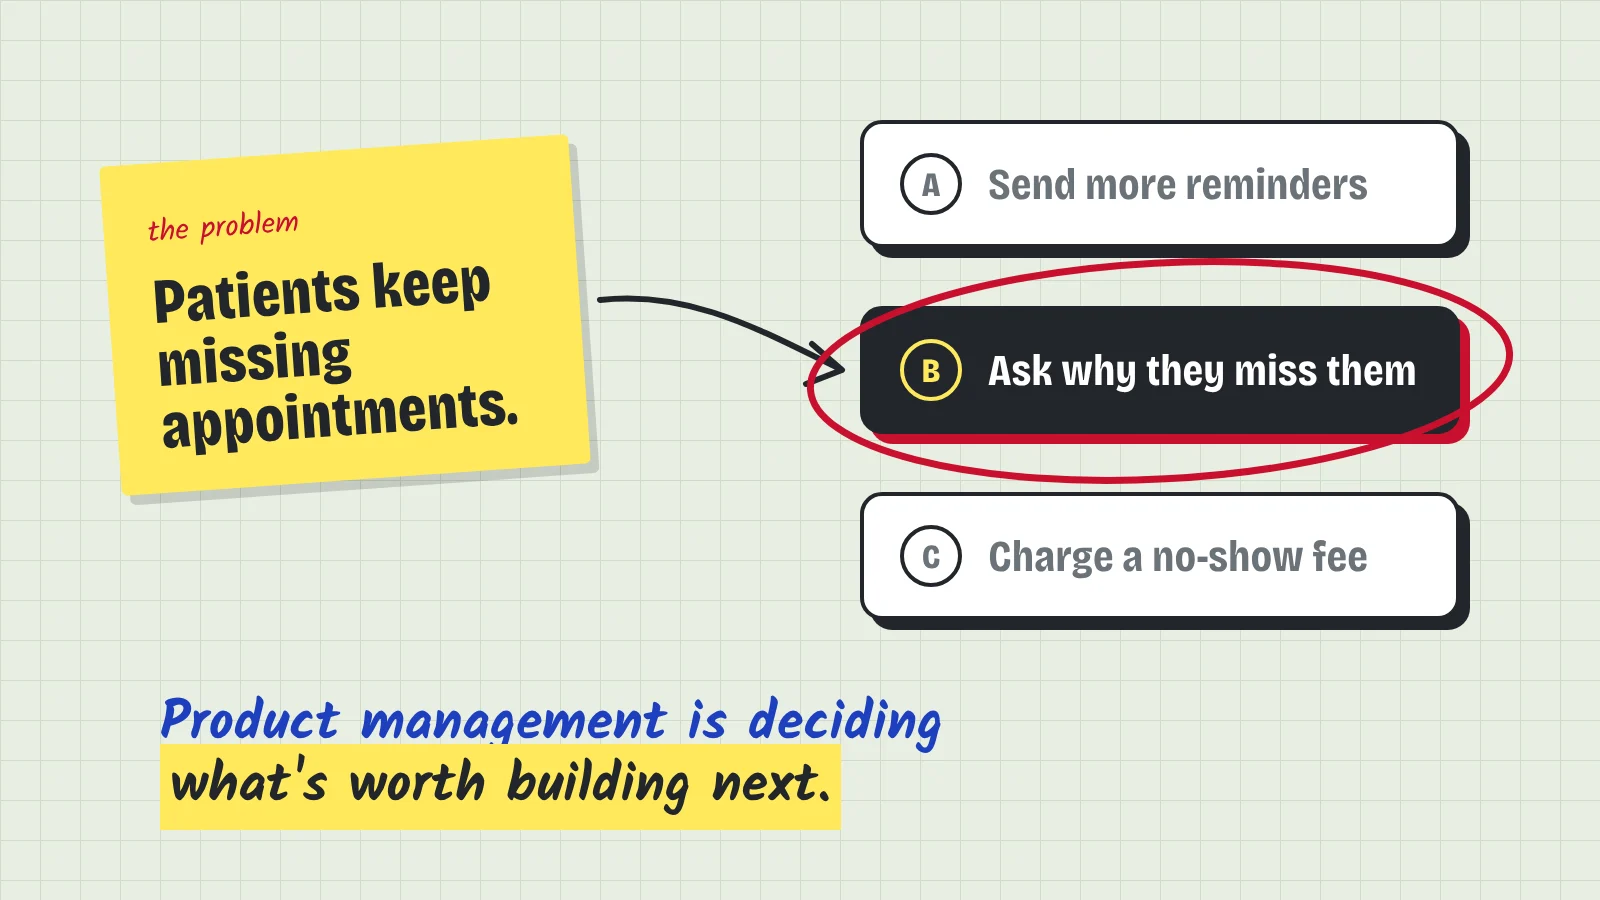 the problem
Patients keep
missing
appointments.
A Send more reminders
B Ask why they miss them
C Charge a no-show fee
Product management is deciding
what's worth building next.